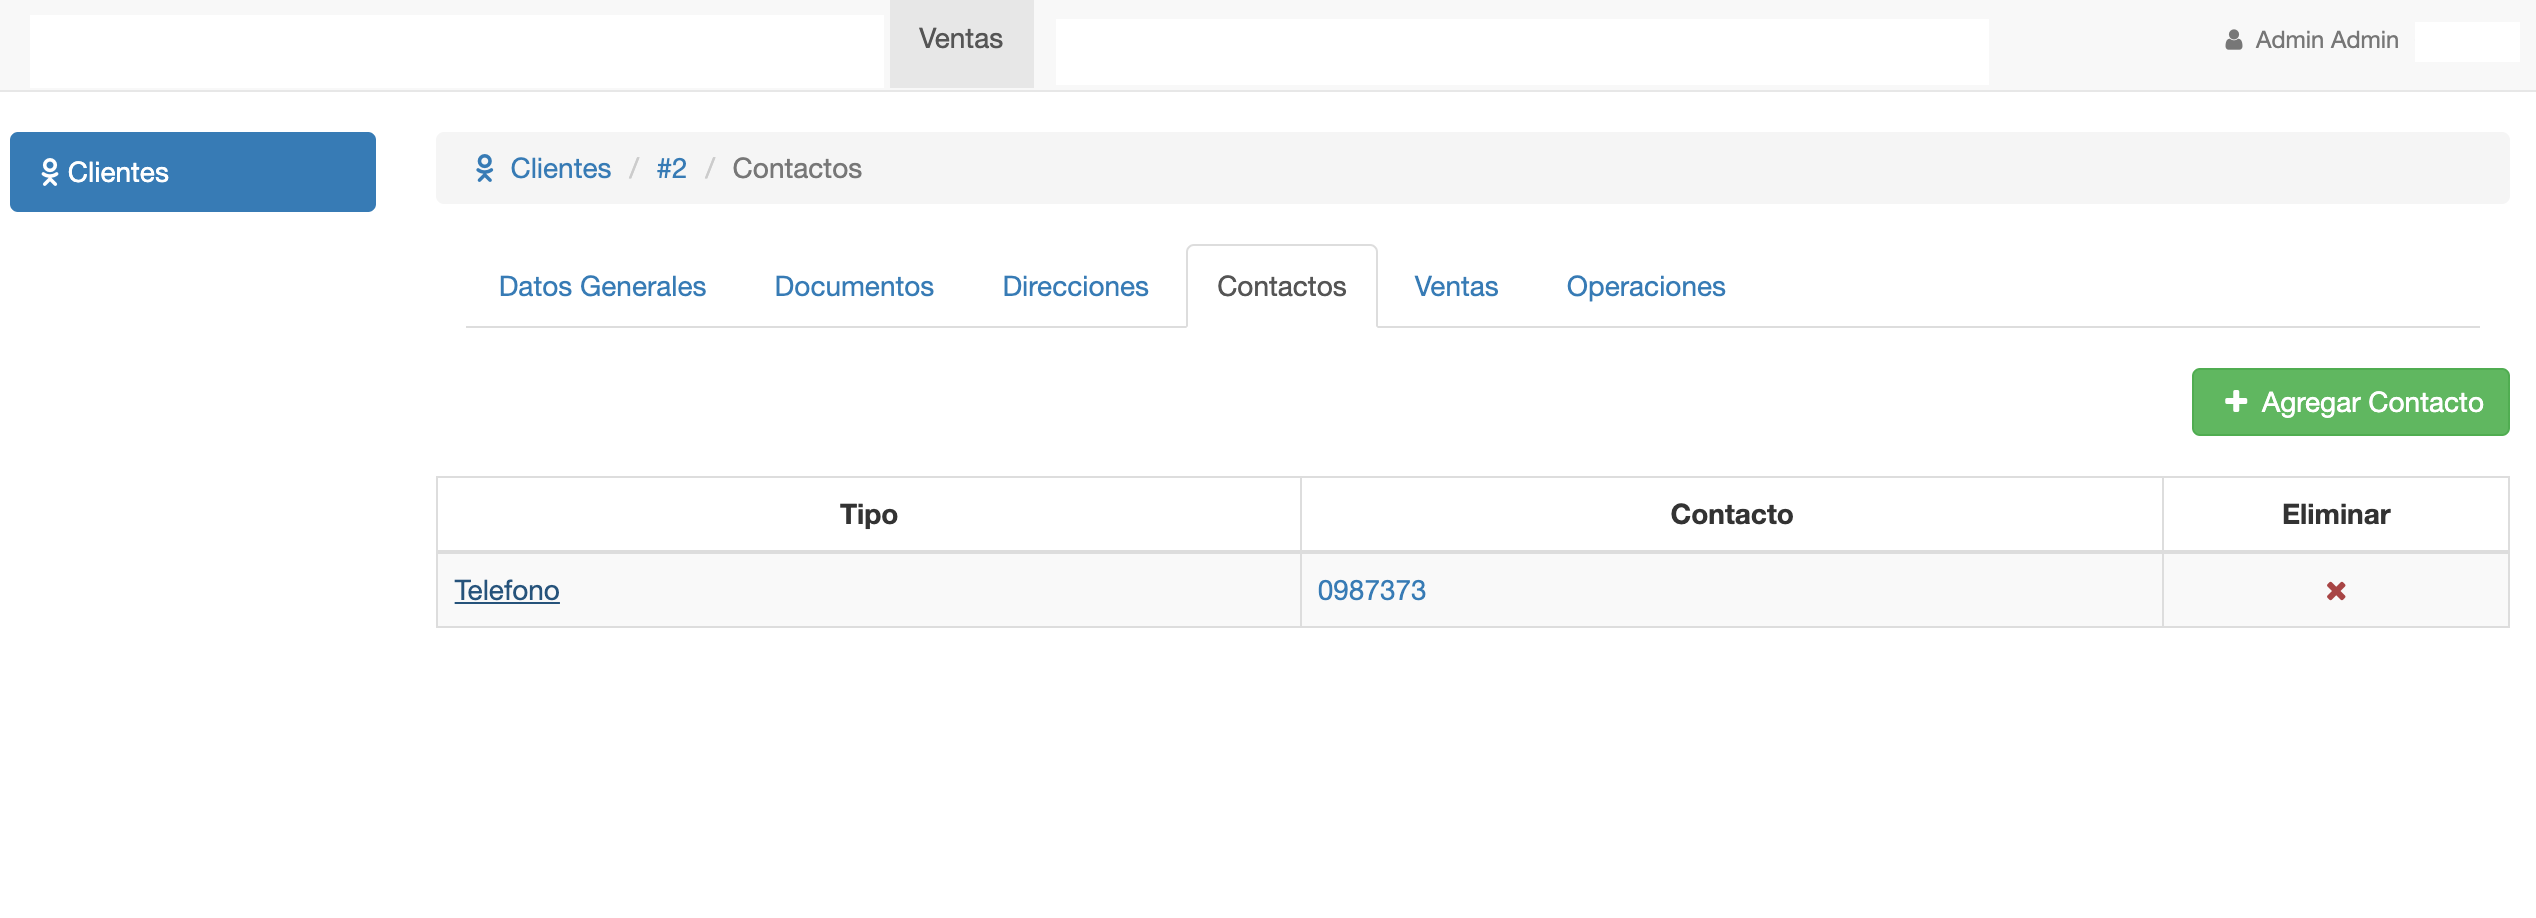 Ventas
Admin Admin
Clientes
Clientes / #2 / Contactos
Datos Generales Documentos Direcciones Contactos Ventas Operaciones
Agregar Contacto
Tipo Contacto Eliminar
Telefono 0987373